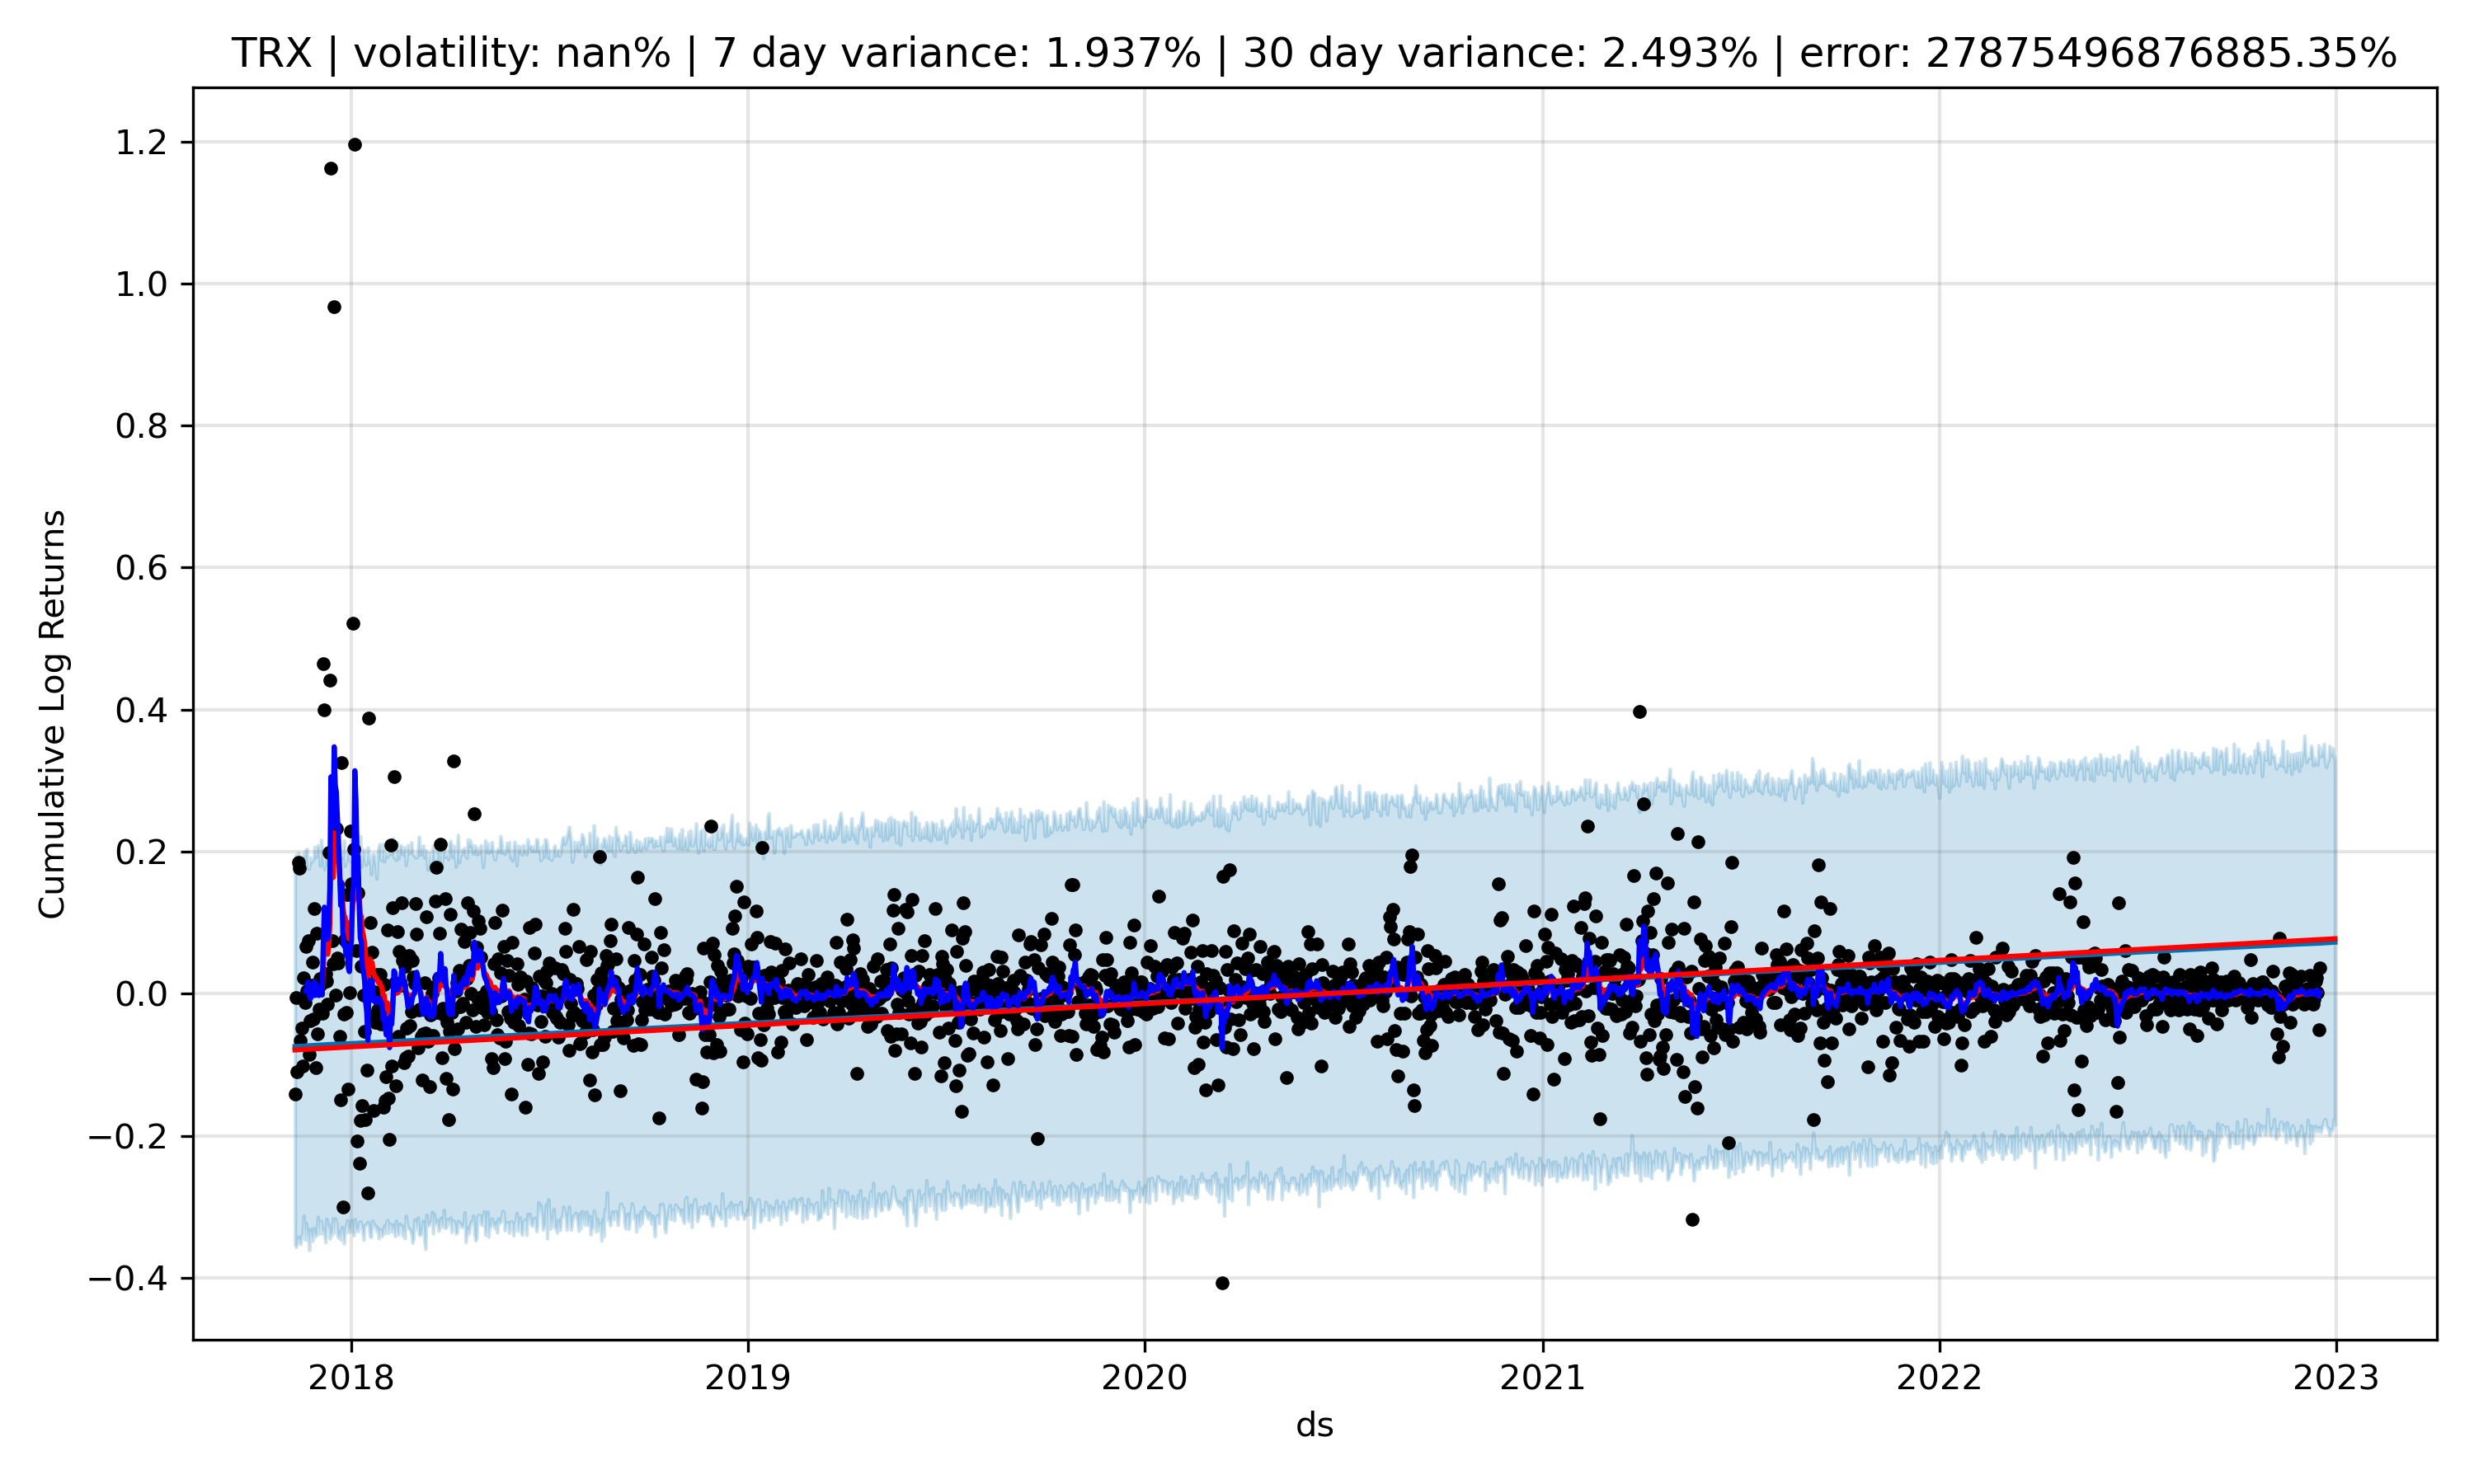 TRX | volatility: nan% | 7 day variance: 1.937% | 30 day variance: 2.493% | error: 27875496876885.35%
1.2
1.0
0.8
0.6
0.4
0.2
0.0
−0.2
−0.4
Cumulative Log Returns
2018 2019 2020 2021 2022 2023
ds